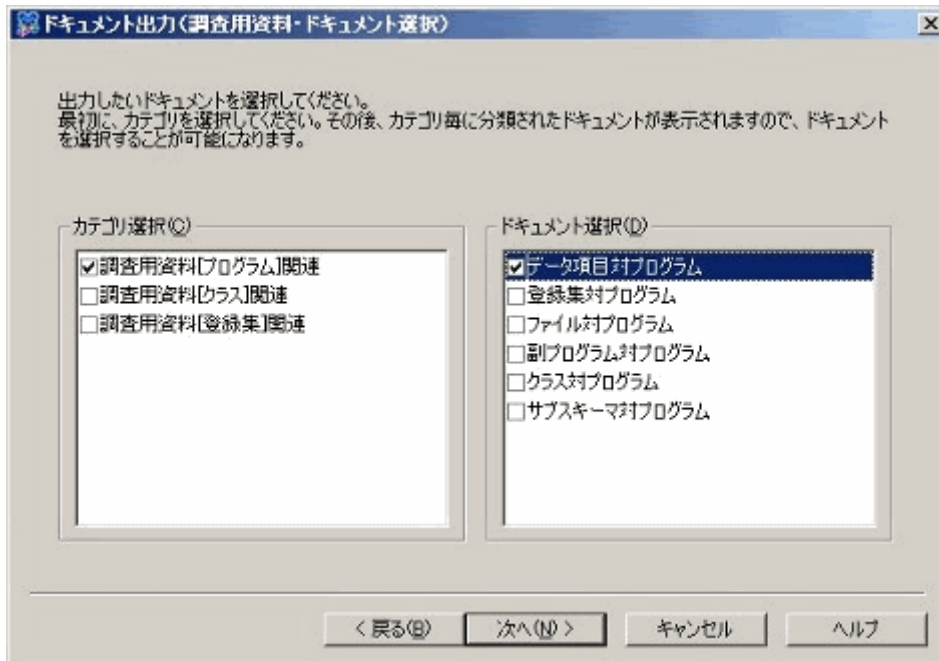 ドキュメント出力(調査用資料・ドキュメント選択)
出力したいドキュメントを選択してください。
最初に、カテゴリを選択してください。その後、カテゴリ毎に分類されたドキュメントが表示されますので、ドキュメント
を選択することが可能になります。
カテゴリ選択(C)
調査用資料[プログラム]関連
調査用資料[クラス]関連
調査用資料[登録集]関連
ドキュメント選択(D)
データ項目対プログラム
登録集対プログラム
ファイル対プログラム
副プログラム対プログラム
クラス対プログラム
サブスキーマ対プログラム
< 戻る(B)
次へ(N) >
キャンセル
ヘルプ